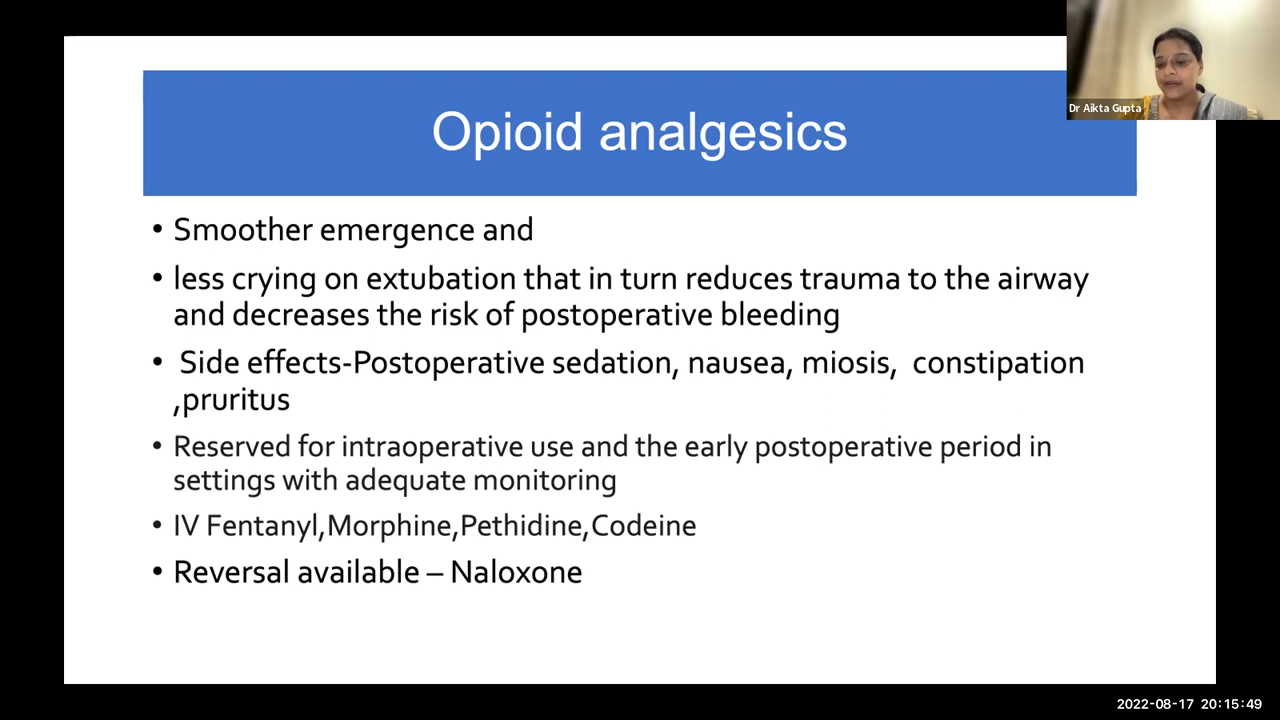 Dr Aikta Gupta
Opioid analgesics
• Smoother emergence and
• less crying on extubation that in turn reduces trauma to the airway
and decreases the risk of postoperative bleeding
• Side effects-Postoperative sedation, nausea, miosis, constipation
,pruritus
• Reserved for intraoperative use and the early postoperative period in
settings with adequate monitoring
• IV Fentanyl,Morphine,Pethidine,Codeine
• Reversal available – Naloxone
2022-08-17 20:15:49